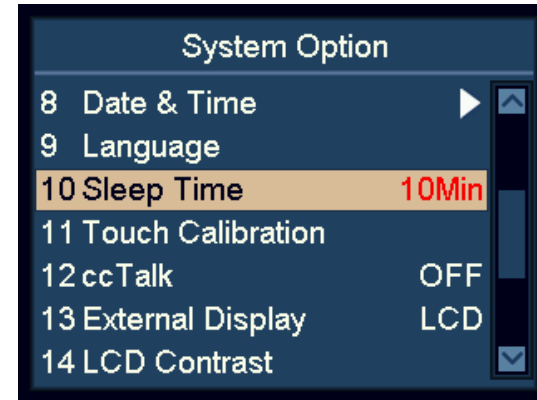 System Option
8 Date & Time
9 Language
10 Sleep Time 10Min
11 Touch Calibration
12 ccTalk OFF
13 External Display LCD
14 LCD Contrast